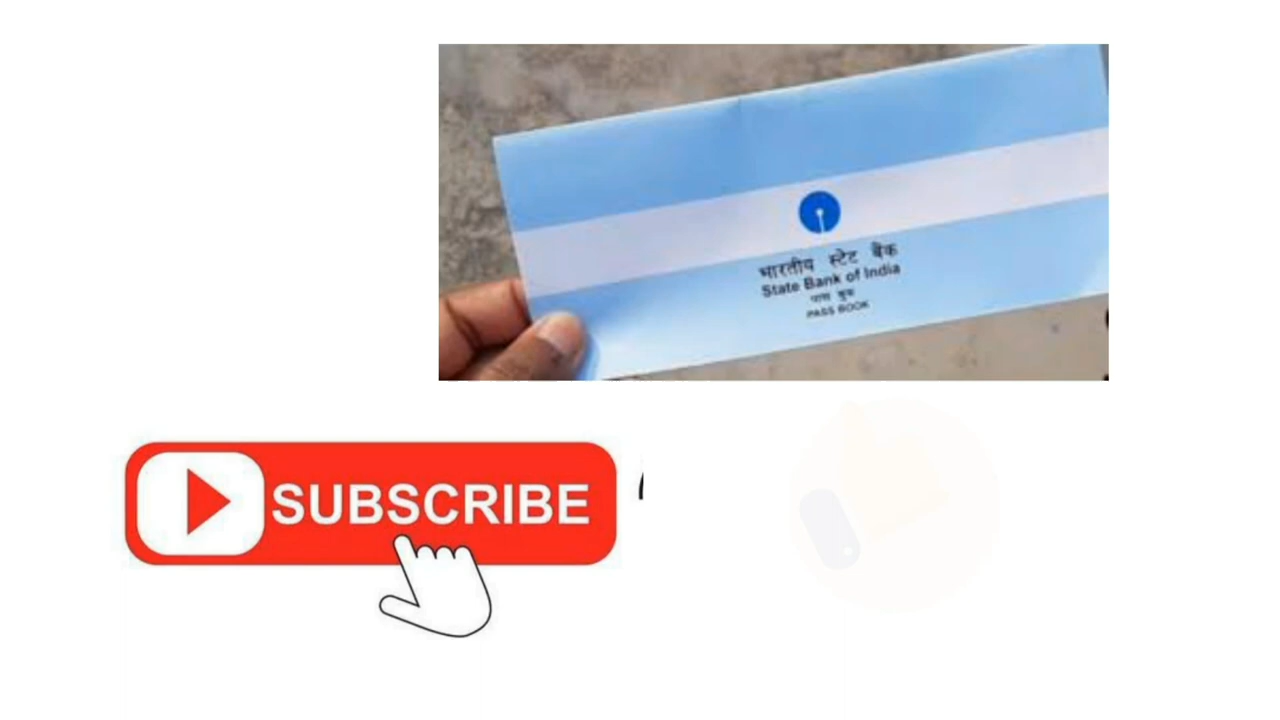 भारतीय स्टेट बैंक
State Bank of India
पास बुक
PASS BOOK
SUBSCRIBE